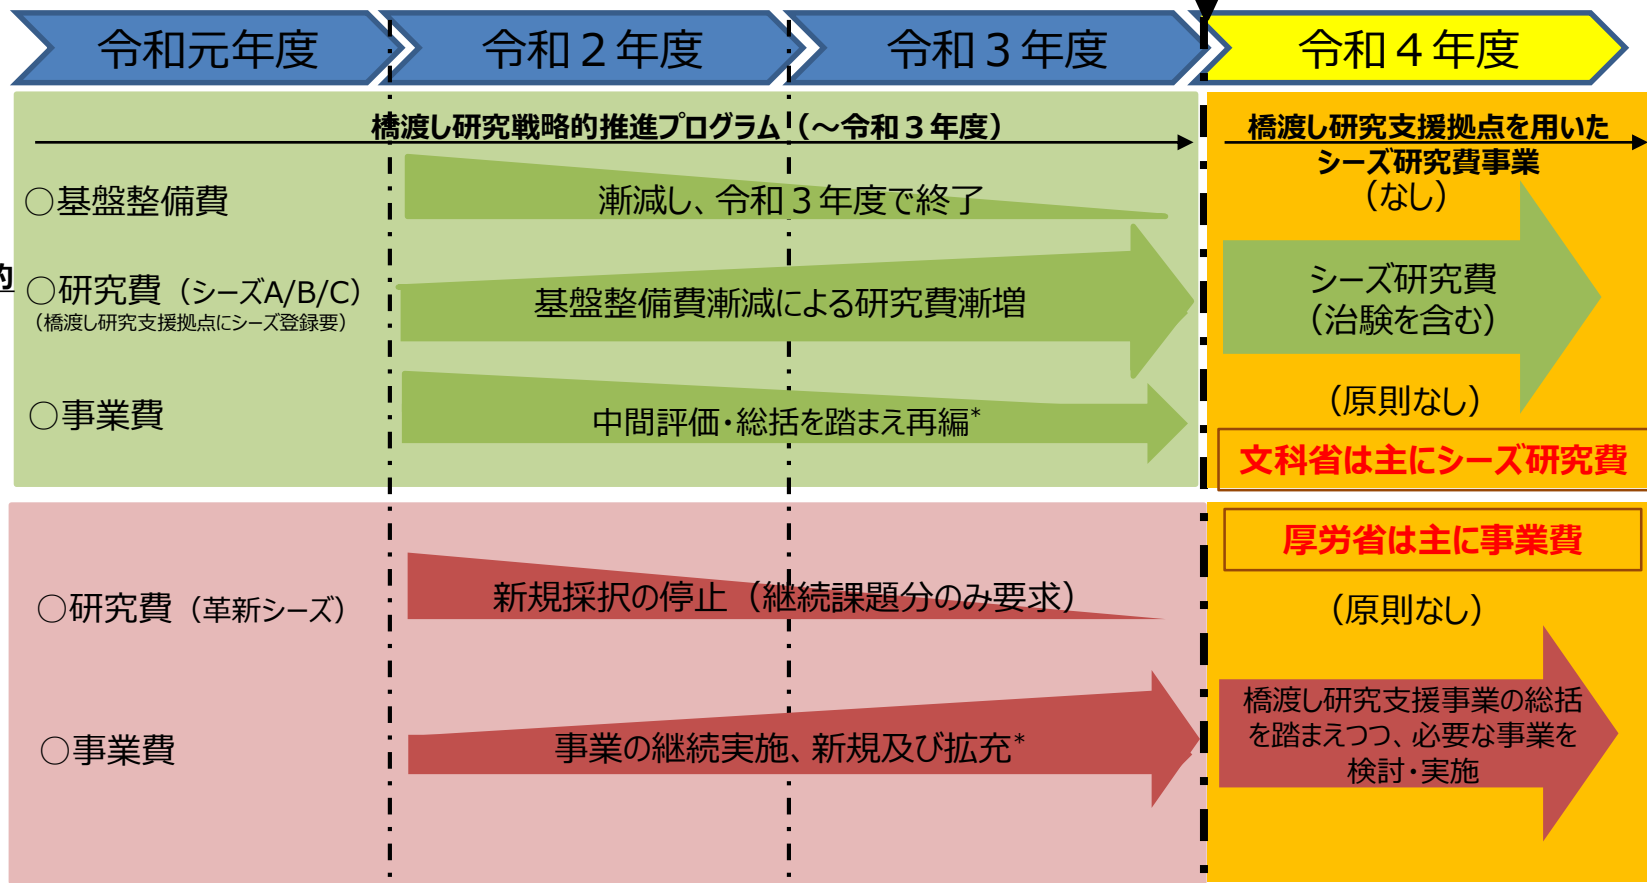 令和元年度
令和２年度
令和３年度
令和４年度
橋渡し研究戦略的推進プログラム（～令和３年度）
○基盤整備費
漸減し、令和３年度で終了
的
○研究費（シーズA/B/C）
（橋渡し研究支援拠点にシーズ登録要）
基盤整備費漸減による研究費漸増
○事業費
中間評価・総括を踏まえ再編*
橋渡し研究支援拠点を用いた
シーズ研究費事業
（なし）
シーズ研究費
（治験を含む）
（原則なし）
文科省は主にシーズ研究費
○研究費（革新シーズ）
新規採択の停止（継続課題分のみ要求）
○事業費
事業の継続実施、新規及び拡充*
厚労省は主に事業費
（原則なし）
橋渡し研究支援事業の総括
を踏まえつつ、必要な事業を
検討・実施